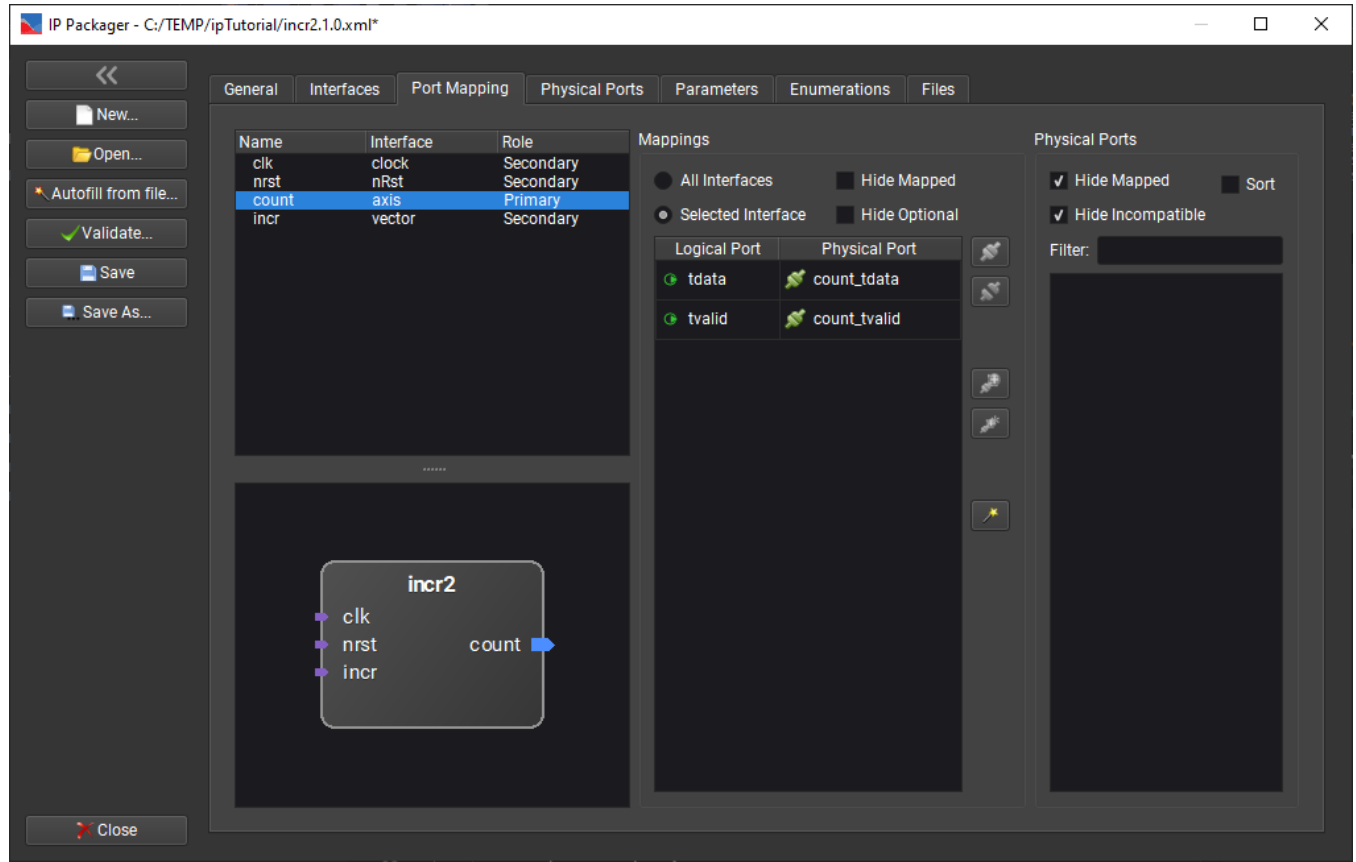 IP Packager - C:/TEMP/ipTutorial/incr2.1.0.xml*
New...
Open...
Autofill from file...
Validate...
Save
Save As...
Close
General Interfaces Port Mapping Physical Ports Parameters Enumerations Files
Name Interface Role
clk clock Secondary
nrst nRst Secondary
count axis Primary
incr vector Secondary
incr2
clk
nrst count
incr
Mappings
All Interfaces Hide Mapped
Selected Interface Hide Optional
Logical Port Physical Port
tdata count_tdata
tvalid count_tvalid
Physical Ports
Hide Mapped Sort
Hide Incompatible
Filter: